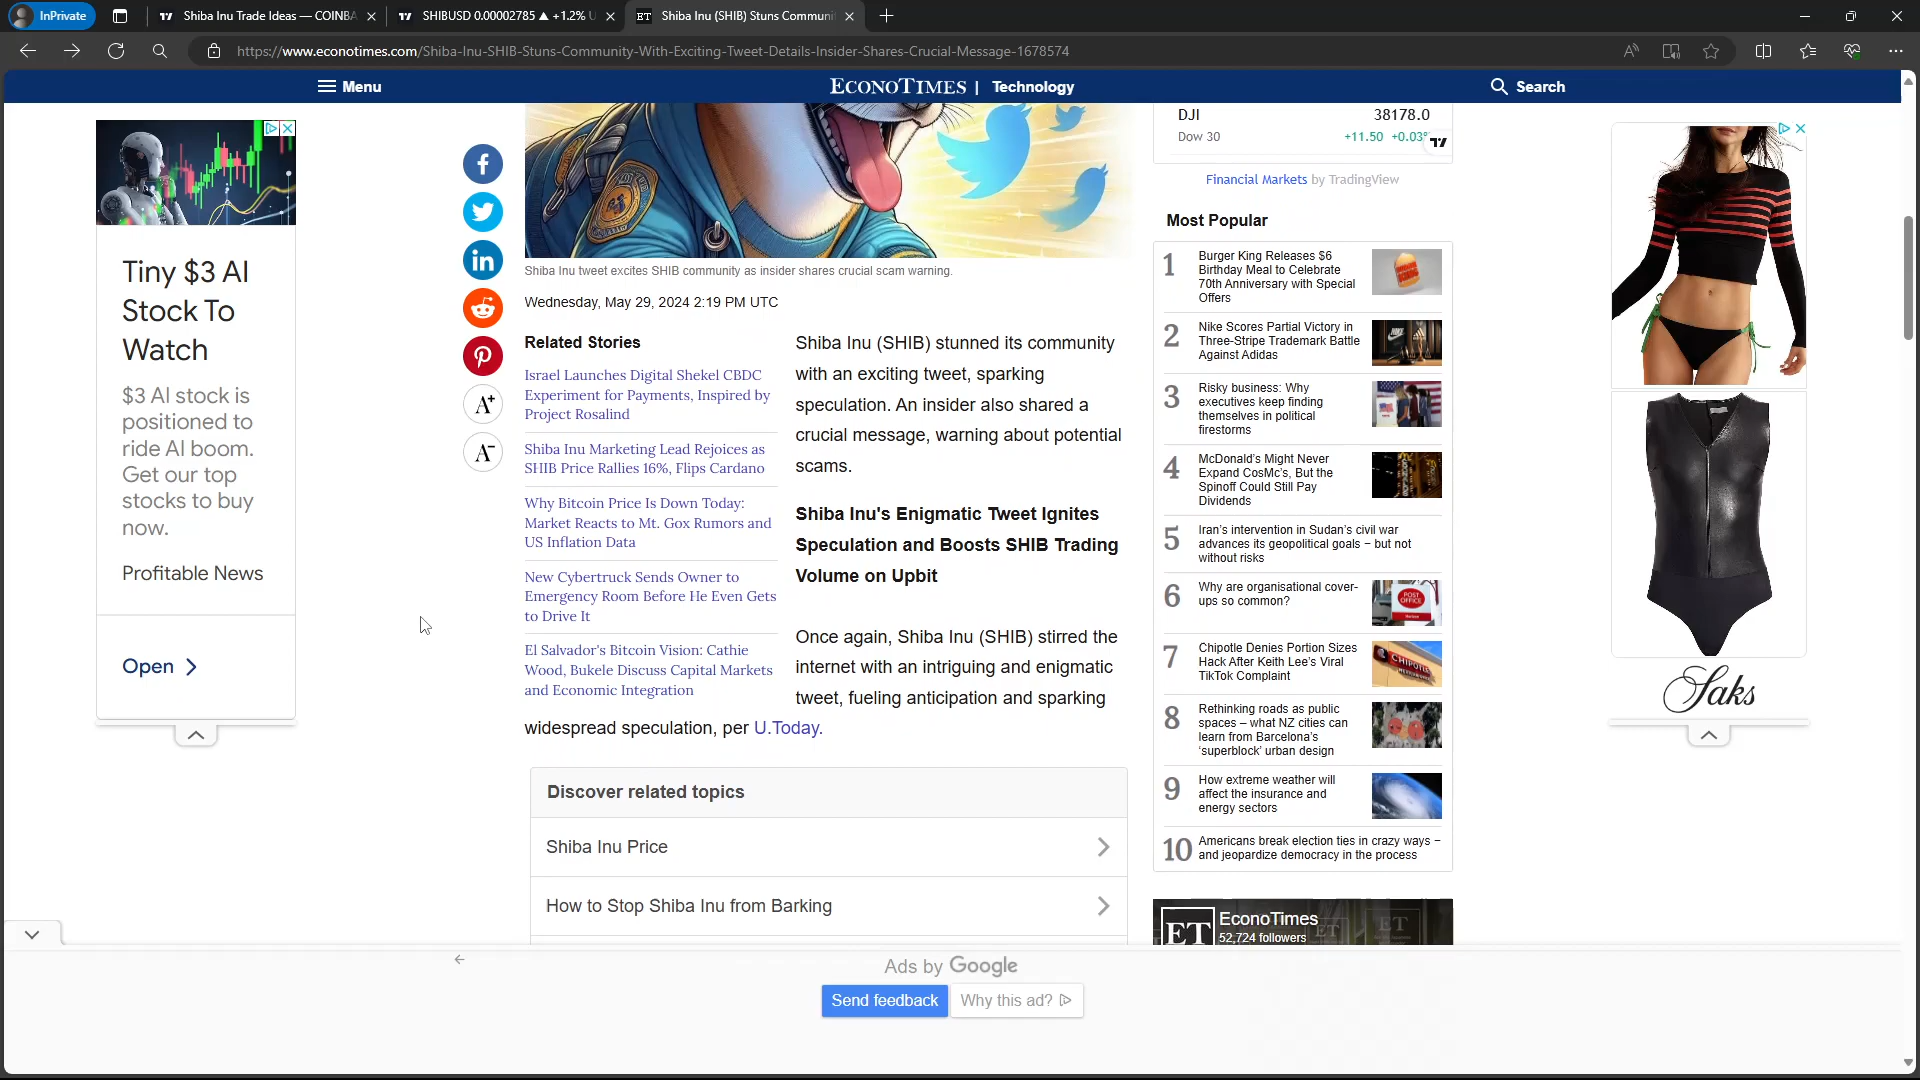 InPrivate
Shiba Inu Trade Ideas — COINBA
SHIBUSD 0.00002785 ▲ +1.2% U
Shiba Inu (SHIB) Stuns Communi
https://www.econotimes.com/Shiba-Inu-SHIB-Stuns-Community-With-Exciting-Tweet-Details-Insider-Shares-Crucial-Message-1678574
Menu
ECONOTIMES | Technology
Search
Tiny $3 AI
Stock To
Watch
$3 AI stock is
positioned to
ride AI boom.
Get our top
stocks to buy
now.
Profitable News
Open
A+
A-
Shiba Inu tweet excites SHIB community as insider shares crucial scam warning.
Wednesday, May 29, 2024 2:19 PM UTC
Related Stories
Israel Launches Digital Shekel CBDC
Experiment for Payments, Inspired by
Project Rosalind
Shiba Inu Marketing Lead Rejoices as
SHIB Price Rallies 16%, Flips Cardano
Why Bitcoin Price Is Down Today:
Market Reacts to Mt. Gox Rumors and
US Inflation Data
New Cybertruck Sends Owner to
Emergency Room Before He Even Gets
to Drive It
El Salvador's Bitcoin Vision: Cathie
Wood, Bukele Discuss Capital Markets
and Economic Integration
Shiba Inu (SHIB) stunned its community
with an exciting tweet, sparking
speculation. An insider also shared a
crucial message, warning about potential
scams.
Shiba Inu's Enigmatic Tweet Ignites
Speculation and Boosts SHIB Trading
Volume on Upbit
Once again, Shiba Inu (SHIB) stirred the
internet with an intriguing and enigmatic
tweet, fueling anticipation and sparking
widespread speculation, per U.Today.
Discover related topics
Shiba Inu Price
How to Stop Shiba Inu from Barking
DJI 38178.0
Dow 30 +11.50 +0.03%
Financial Markets by TradingView
Most Popular
1 Burger King Releases $6
Birthday Meal to Celebrate
70th Anniversary with Special
Offers
2 Nike Scores Partial Victory in
Three-Stripe Trademark Battle
Against Adidas
3 Risky business: Why
executives keep finding
themselves in political
firestorms
4 McDonald's Might Never
Expand CosMc's, But the
Spinoff Could Still Pay
Dividends
5 Iran's intervention in Sudan's civil war
advances its geopolitical goals – but not
without risks
6 Why are organisational cover-
ups so common?
POST
OFFICE
7 Chipotle Denies Portion Sizes
Hack After Keith Lee's Viral
TikTok Complaint
CHIPOTLE
8 Rethinking roads as public
spaces – what NZ cities can
learn from Barcelona's
'superblock' urban design
9 How extreme weather will
affect the insurance and
energy sectors
10 Americans break election ties in crazy ways –
and jeopardize democracy in the process
ET EconoTimes
52,724 followers
Saks
Ads by Google
Send feedback
Why this ad?